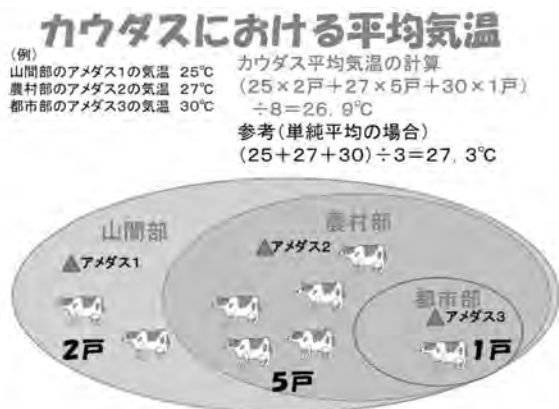 カウダスにおける平均気温
(例)
山間部のアメダス1の気温 25℃
農村部のアメダス2の気温 27℃
都市部のアメダス3の気温 30℃
カウダス平均気温の計算
(25×2戸+27×5戸+30×1戸)
÷8=26.9℃
参考(単純平均の場合)
(25+27+30)÷3=27.3℃
山間部
アメダス1
2戸
農村部
アメダス2
5戸
都市部
アメダス3
1戸